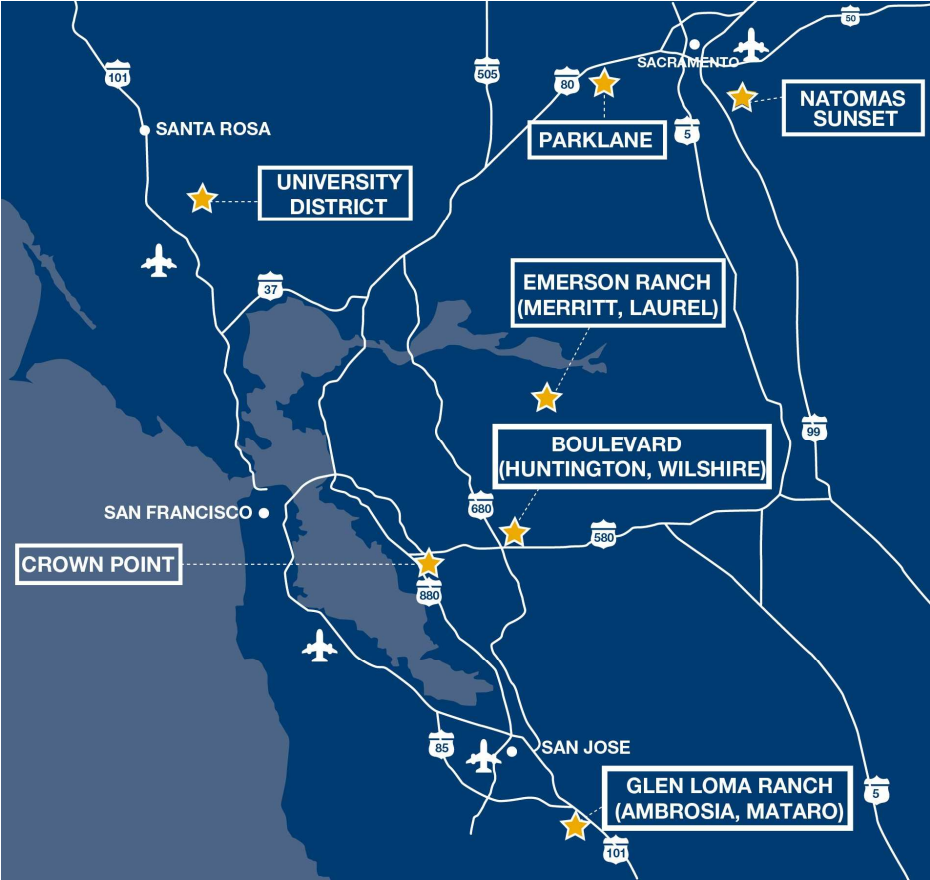 50
101
505
80
SACRAMENTO
NATOMAS
SUNSET
SANTA ROSA
PARKLANE
5
UNIVERSITY
DISTRICT
37
EMERSON RANCH
(MERRITT, LAUREL)
99
BOULEVARD
(HUNTINGTON, WILSHIRE)
SAN FRANCISCO
680
580
CROWN POINT
880
85
SAN JOSE
GLEN LOMA RANCH
(AMBROSIA, MATARO)
5
101